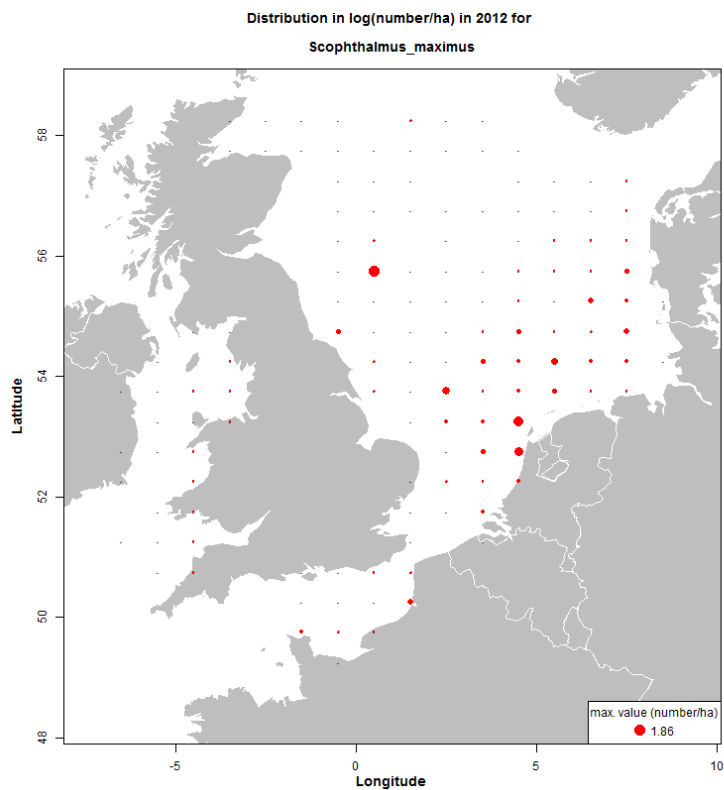 Distribution in log(number/ha) in 2012 for
Scophthalmus_maximus
58
56
54
52
50
48
Latitude
-5
0
5
10
Longitude
max. value (number/ha)
1.86